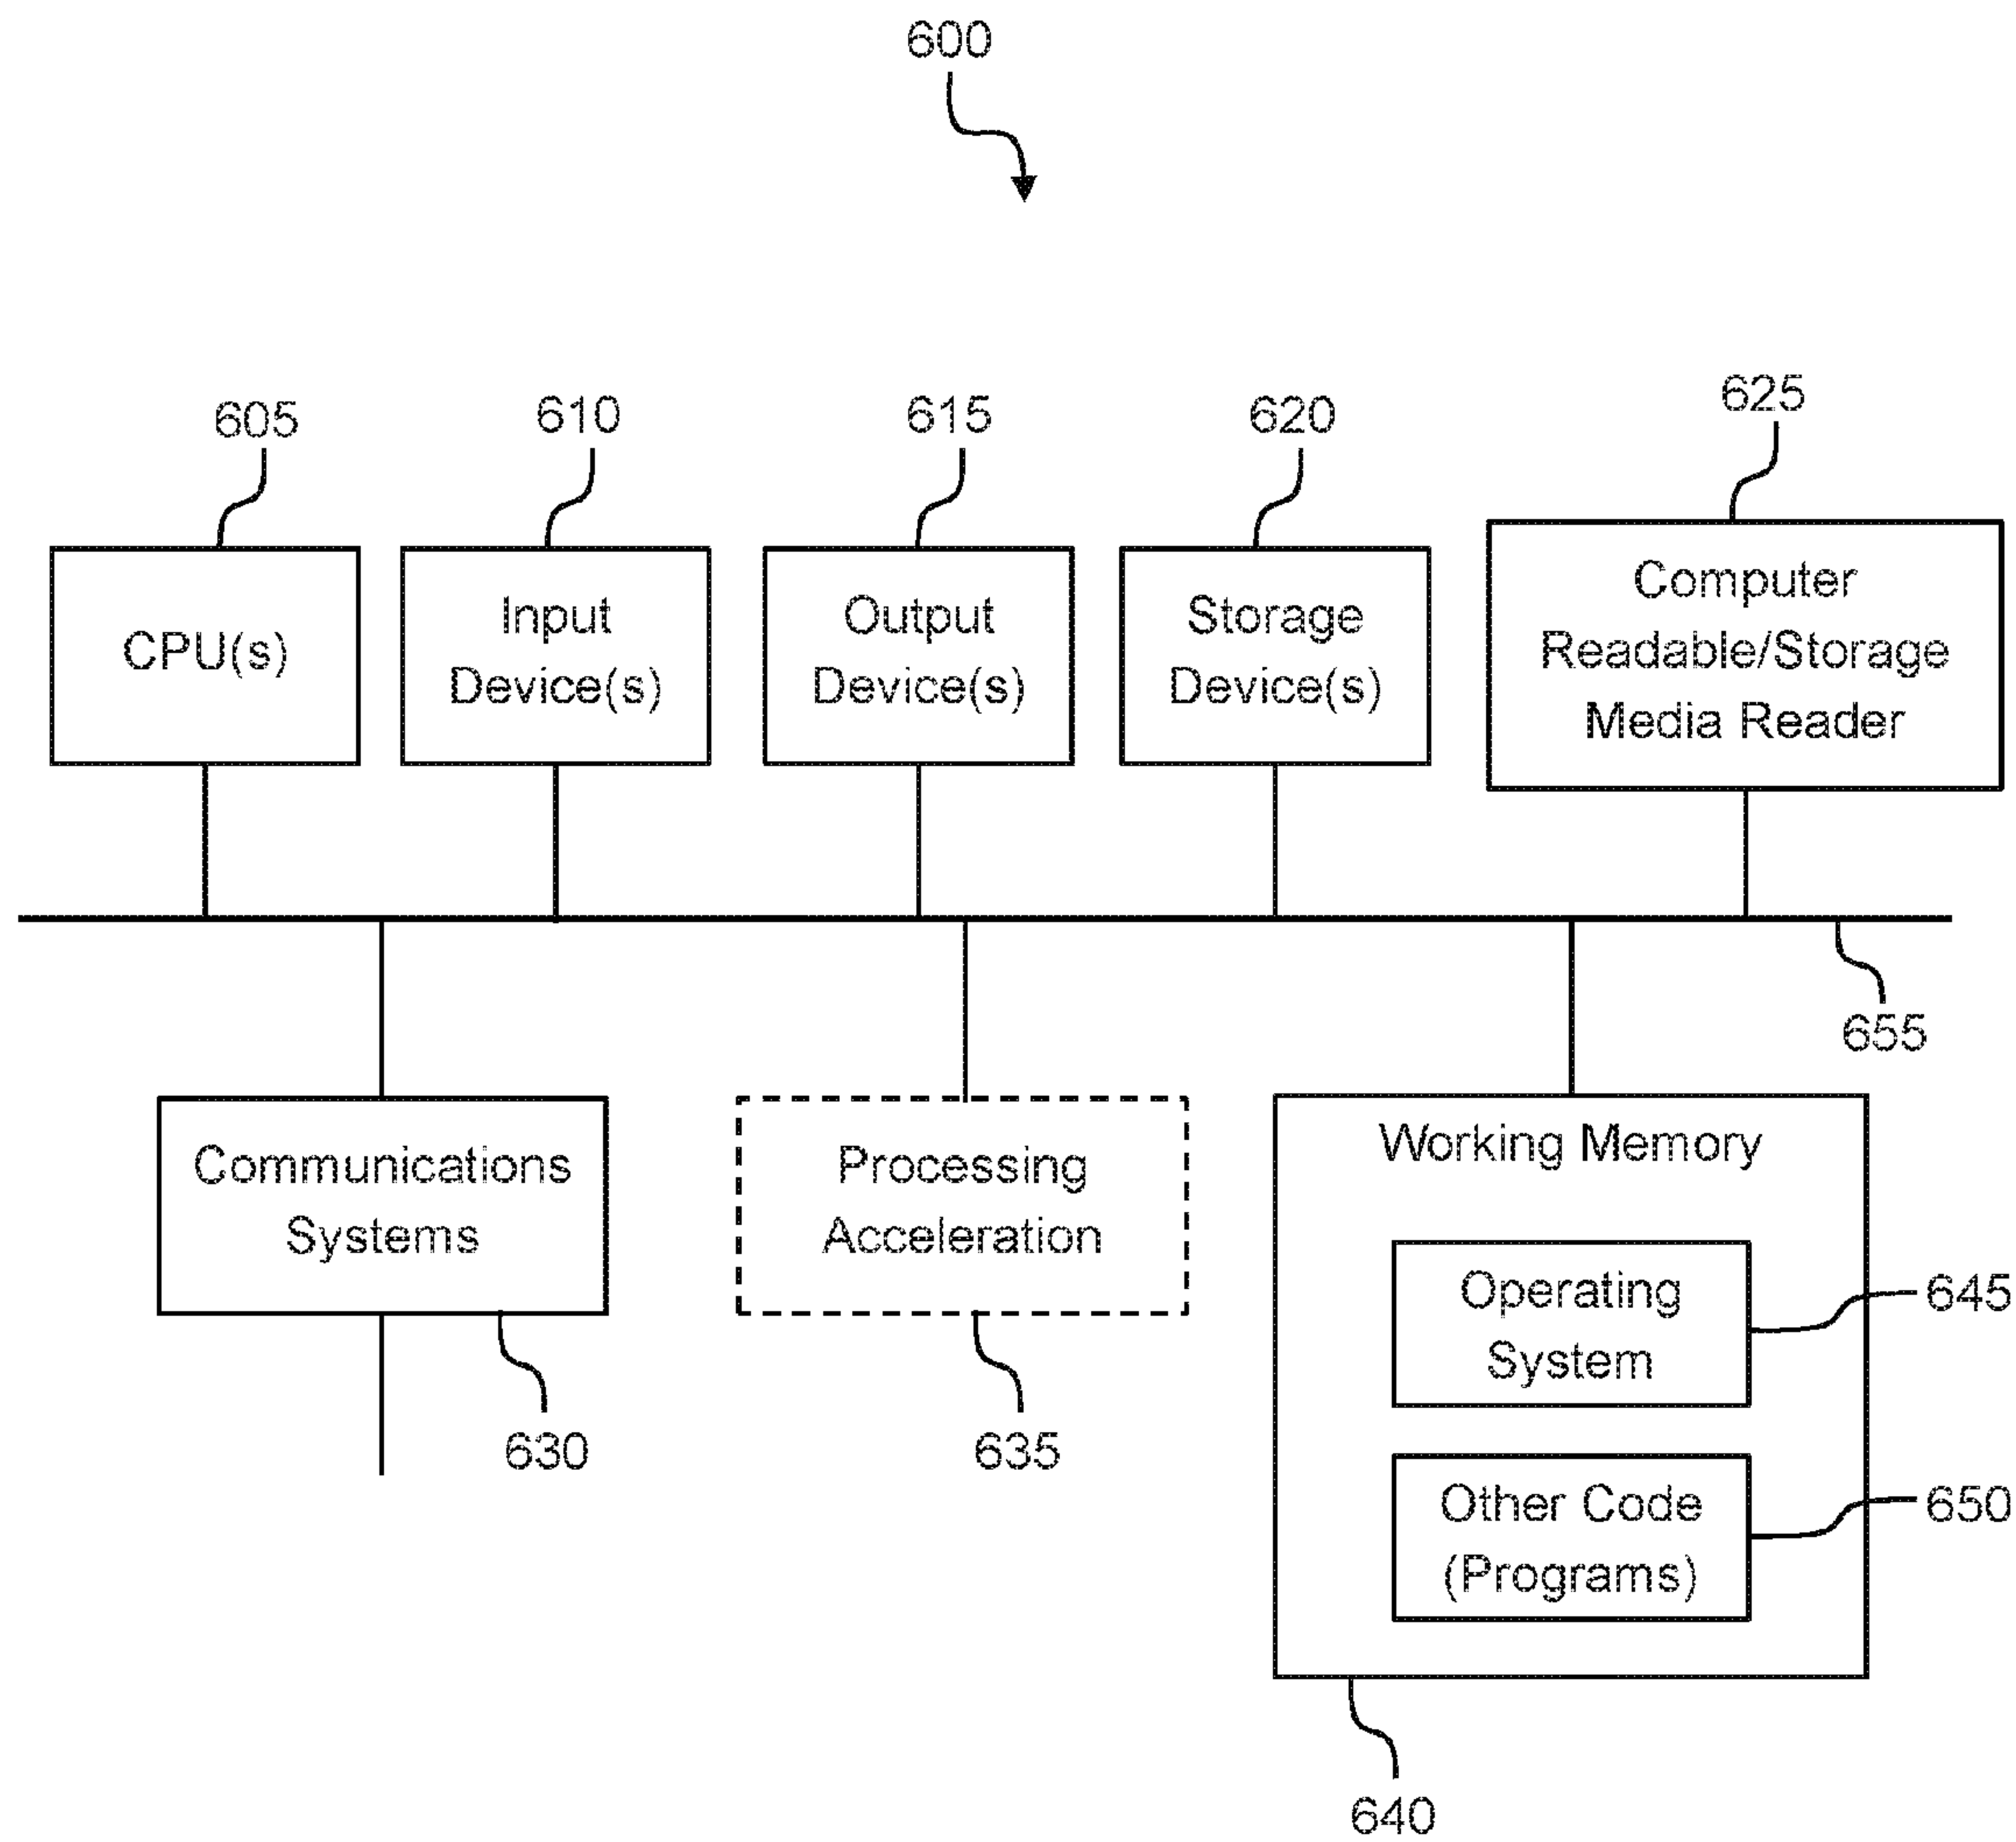 600
605
610
615
620
625
CPU(s)
Input
Device(s)
Output
Device(s)
Storage
Device(s)
Computer
Readable/Storage
Media Reader
655
Communications
Systems
630
Processing
Acceleration
635
Working Memory
Operating
System
645
Other Code
(Programs)
650
640